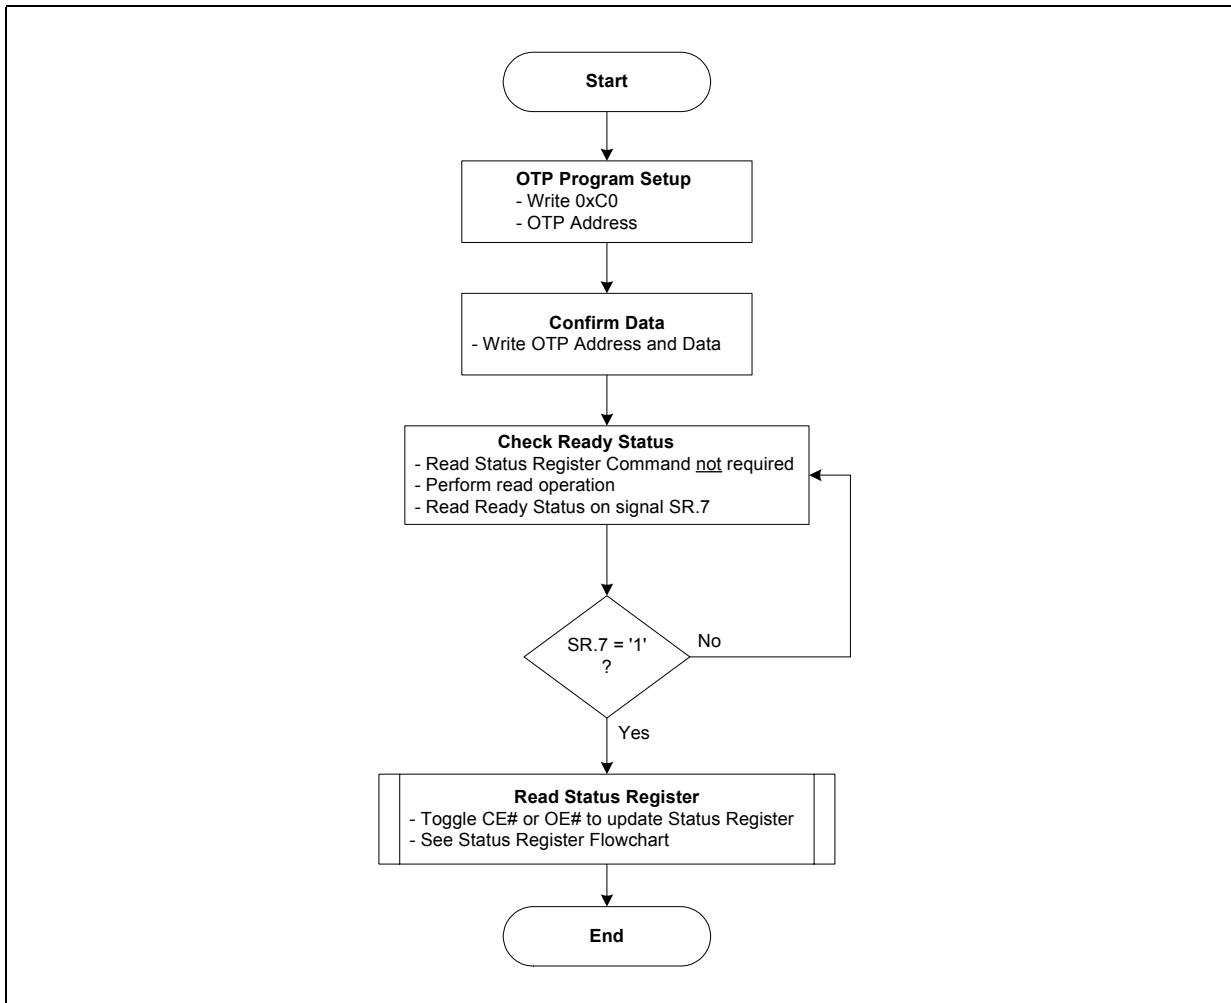 Start
OTP Program Setup
- Write 0xC0
- OTP Address
Confirm Data
- Write OTP Address and Data
Check Ready Status
- Read Status Register Command not required
- Perform read operation
- Read Ready Status on signal SR.7
SR.7 = '1'
?
No
Yes
Read Status Register
- Toggle CE# or OE# to update Status Register
- See Status Register Flowchart
End